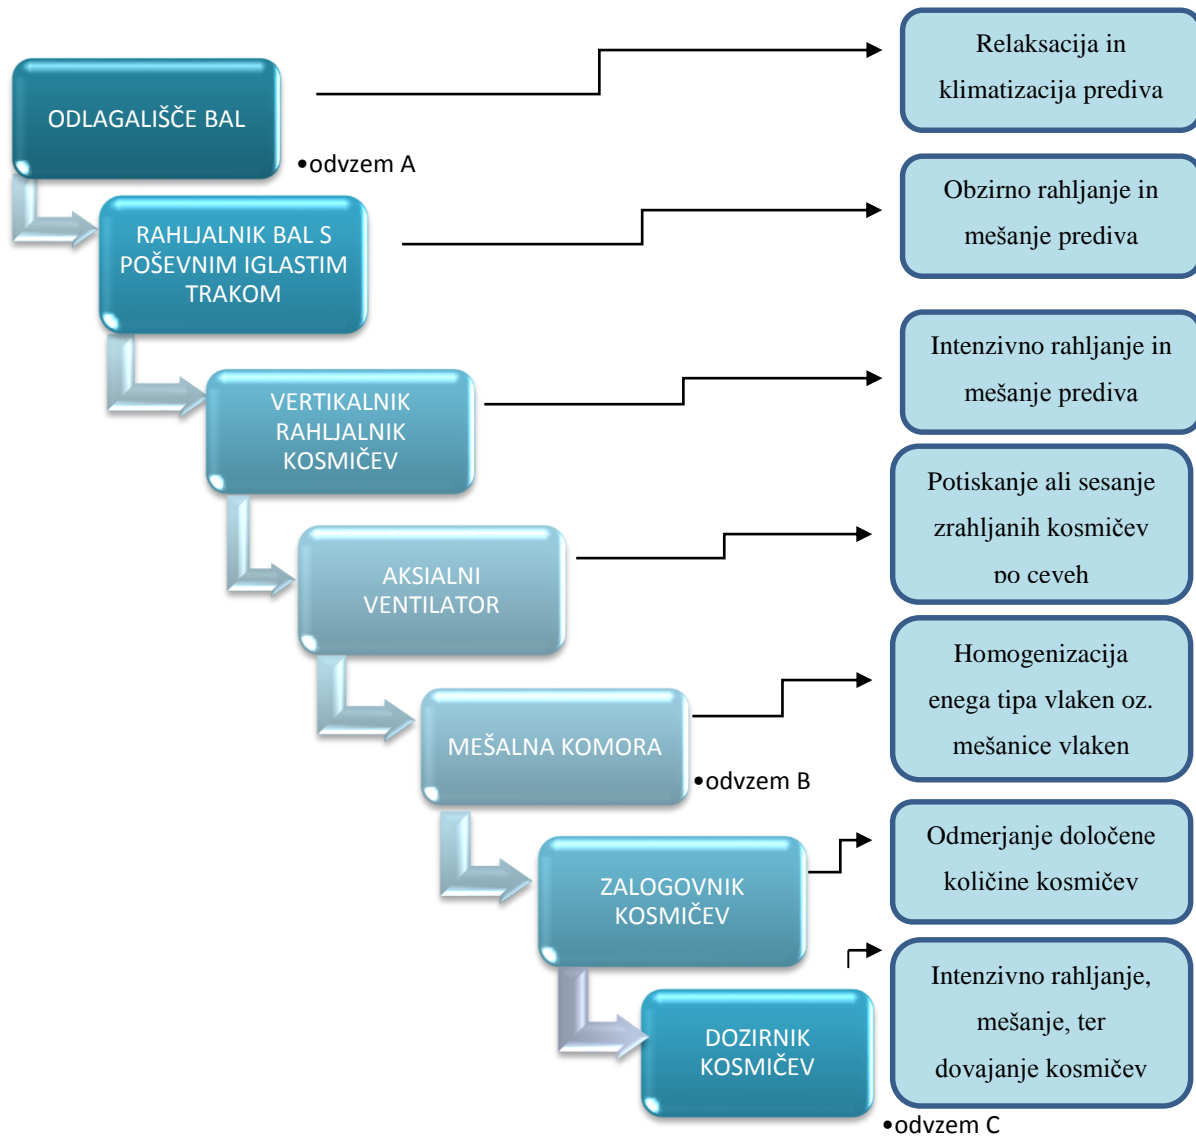 ODLAGALIŠČE BAL
Relaksacija in
klimatizacija prediva
•odvzem A
RAHLJALNIK BAL S
POŠEVNIM IGLASTIM
TRAKOM
Obzirno rahljanje in
mešanje prediva
VERTIKALNIK
RAHLJALNIK
KOSMIČEV
Intenzivno rahljanje in
mešanje prediva
AKSIALNI
VENTILATOR
Potiskanje ali sesanje
zrahljanih kosmičev
po ceveh
MEŠALNA KOMORA
Homogenizacija
enega tipa vlaken oz.
mešanice vlaken
•odvzem B
ZALOGOVNIK
KOSMIČEV
Odmerjanje določene
količine kosmičev
DOZIRNIK
KOSMIČEV
Intenzivno rahljanje,
mešanje, ter
dovajanje kosmičev
•odvzem C